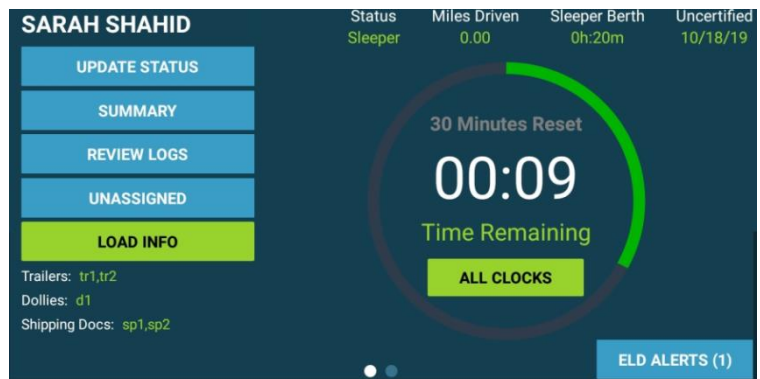 SARAH SHAHID
Status Miles Driven Sleeper Berth Uncertified
Sleeper 0.00 0h:20m 10/18/19
UPDATE STATUS
SUMMARY
REVIEW LOGS
UNASSIGNED
LOAD INFO
Trailers: tr1,tr2
Dollies: d1
Shipping Docs: sp1,sp2
30 Minutes Reset
00:09
Time Remaining
ALL CLOCKS
ELD ALERTS (1)